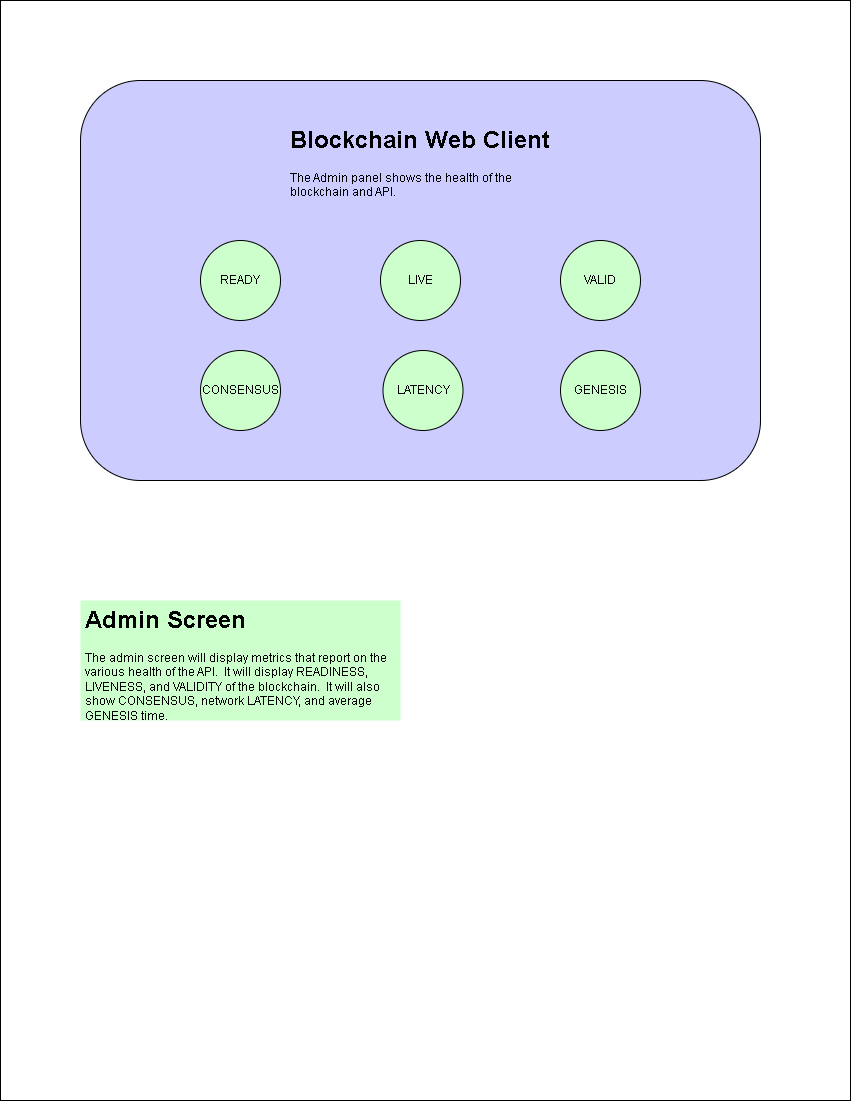 Blockchain Web Client
The Admin panel shows the health of the
blockchain and API.
READY
LIVE
VALID
CONSENSUS
LATENCY
GENESIS
Admin Screen
The admin screen will display metrics that report on the
various health of the API.  It will display READINESS,
LIVENESS, and VALIDITY of the blockchain.  It will also
show CONSENSUS, network LATENCY, and average
GENESIS time.